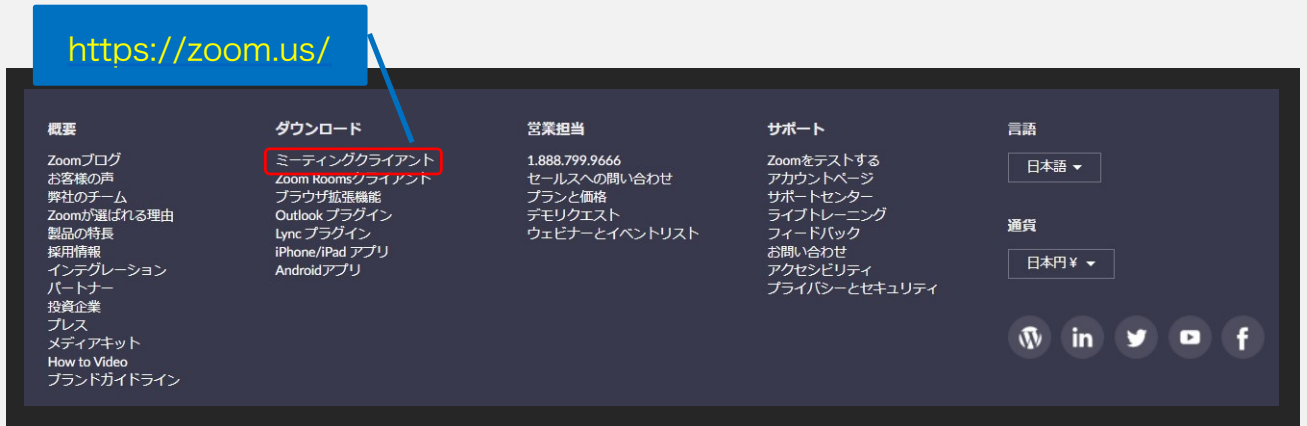 https://zoom.us/
概要
Zoomブログ
お客様の声
弊社のチーム
Zoomが選ばれる理由
製品の特長
採用情報
インテグレーション
パートナー
投資企業
プレス
メディアキット
How to Video
ブランドガイドライン
ダウンロード
ミーティングクライアント
Zoom Roomsクライアント
ブラウザ拡張機能
Outlook プラグイン
Lync プラグイン
iPhone/iPad アプリ
Androidアプリ
営業担当
1.888.799.9666
セールスへの問い合わせ
プランと価格
デモリクエスト
ウェビナーとイベントリスト
サポート
Zoomをテストする
アカウントページ
サポートセンター
ライブトレーニング
フィードバック
お問い合わせ
アクセシビリティ
プライバシーとセキュリティ
言語
日本語
通貨
日本円 ¥